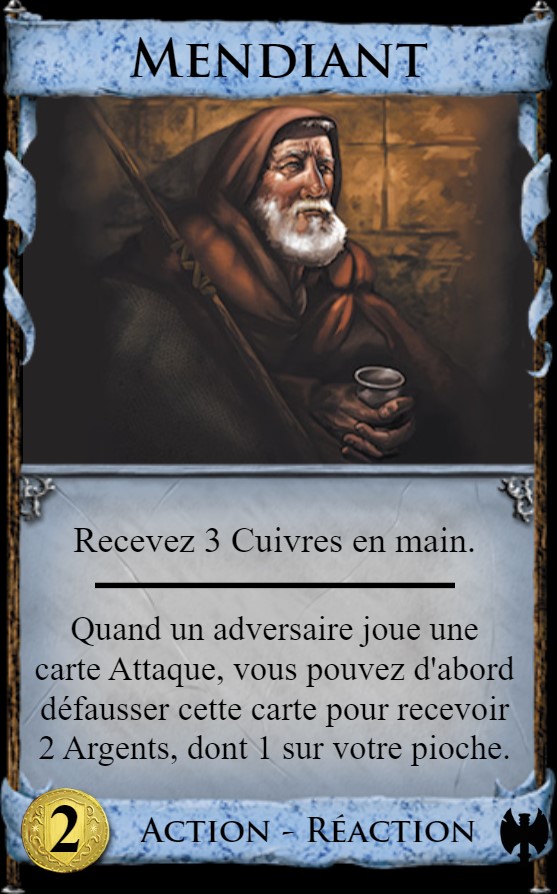 MENDIANT
Recevez 3 Cuivres en main.
Quand un adversaire joue une
carte Attaque, vous pouvez d'abord
défausser cette carte pour recevoir
2 Argents, dont 1 sur votre pioche.
2
ACTION - RÉACTION